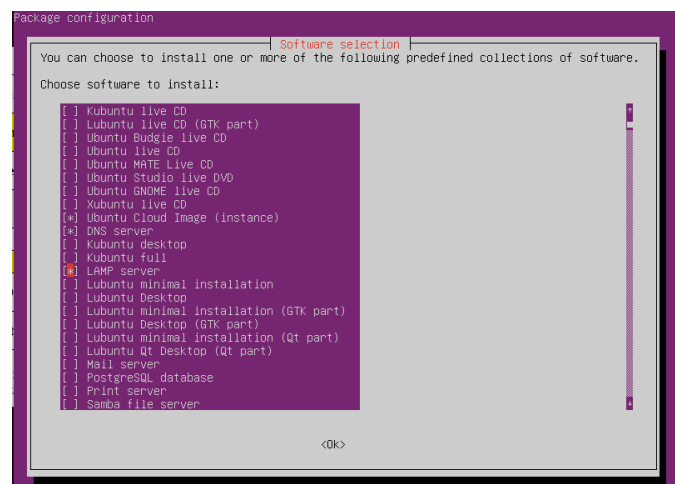 Package configuration
Software selection
You can choose to install one or more of the following predefined collections of software.
Choose software to install:
[ ] Kubuntu live CD
[ ] Lubuntu live CD (GTK part)
[ ] Ubuntu Budgie live CD
[ ] Ubuntu live CD
[ ] Ubuntu MATE Live CD
[ ] Ubuntu Studio live DVD
[ ] Ubuntu GNOME live CD
[ ] Xubuntu live CD
[*] Ubuntu Cloud Image (instance)
[*] DNS server
[ ] Kubuntu desktop
[ ] Kubuntu full
[*] LAMP server
[ ] Lubuntu minimal installation
[ ] Lubuntu Desktop
[ ] Lubuntu minimal installation (GTK part)
[ ] Lubuntu Desktop (GTK part)
[ ] Lubuntu minimal installation (Qt part)
[ ] Lubuntu Qt Desktop (Qt part)
[ ] Mail server
[ ] PostgreSQL database
[ ] Print server
[ ] Samba file server
<Ok>